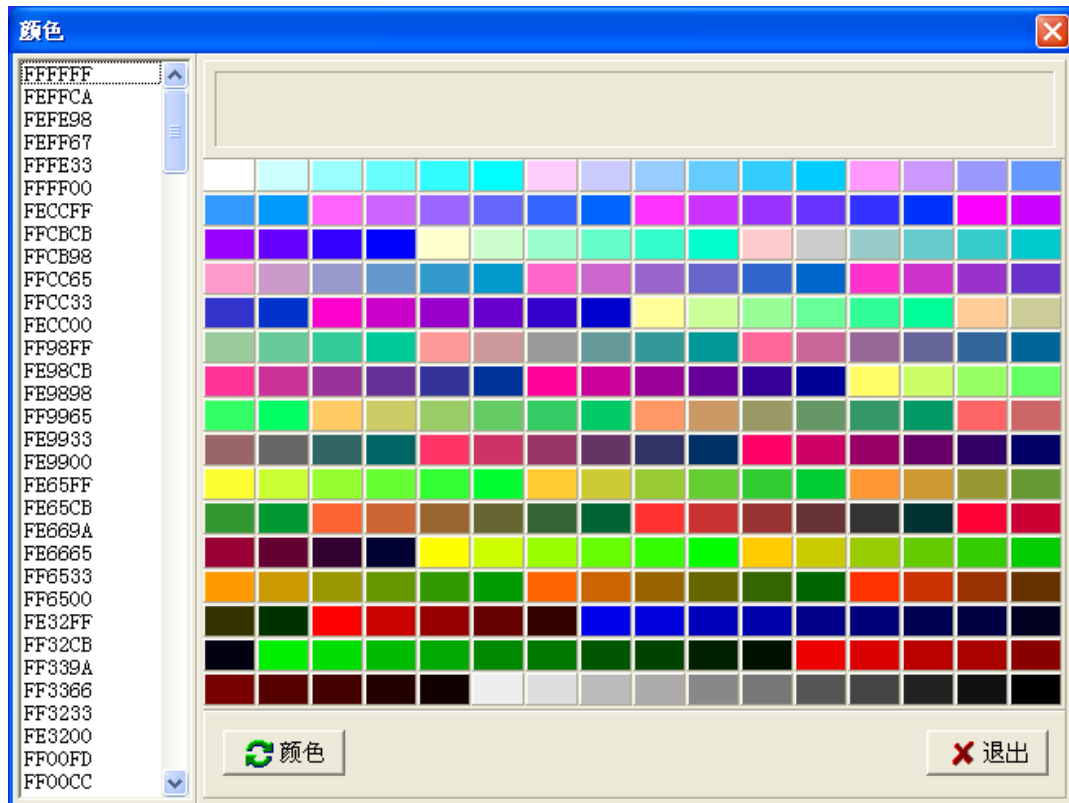 颜色
FFFFFF
FEFFCA
FEFE98
FEFF67
FFFE33
FFFF00
FECCFF
FFCBCB
FFCB98
FFCC65
FFCC33
FECC00
FF98FF
FE98CB
FE9898
FF9965
FE9933
FE9900
FE65FF
FE65CB
FE669A
FE6665
FF6533
FF6500
FE32FF
FF32CB
FF339A
FF3366
FF3233
FE3200
FF00FD
FF00CC
颜色
退出